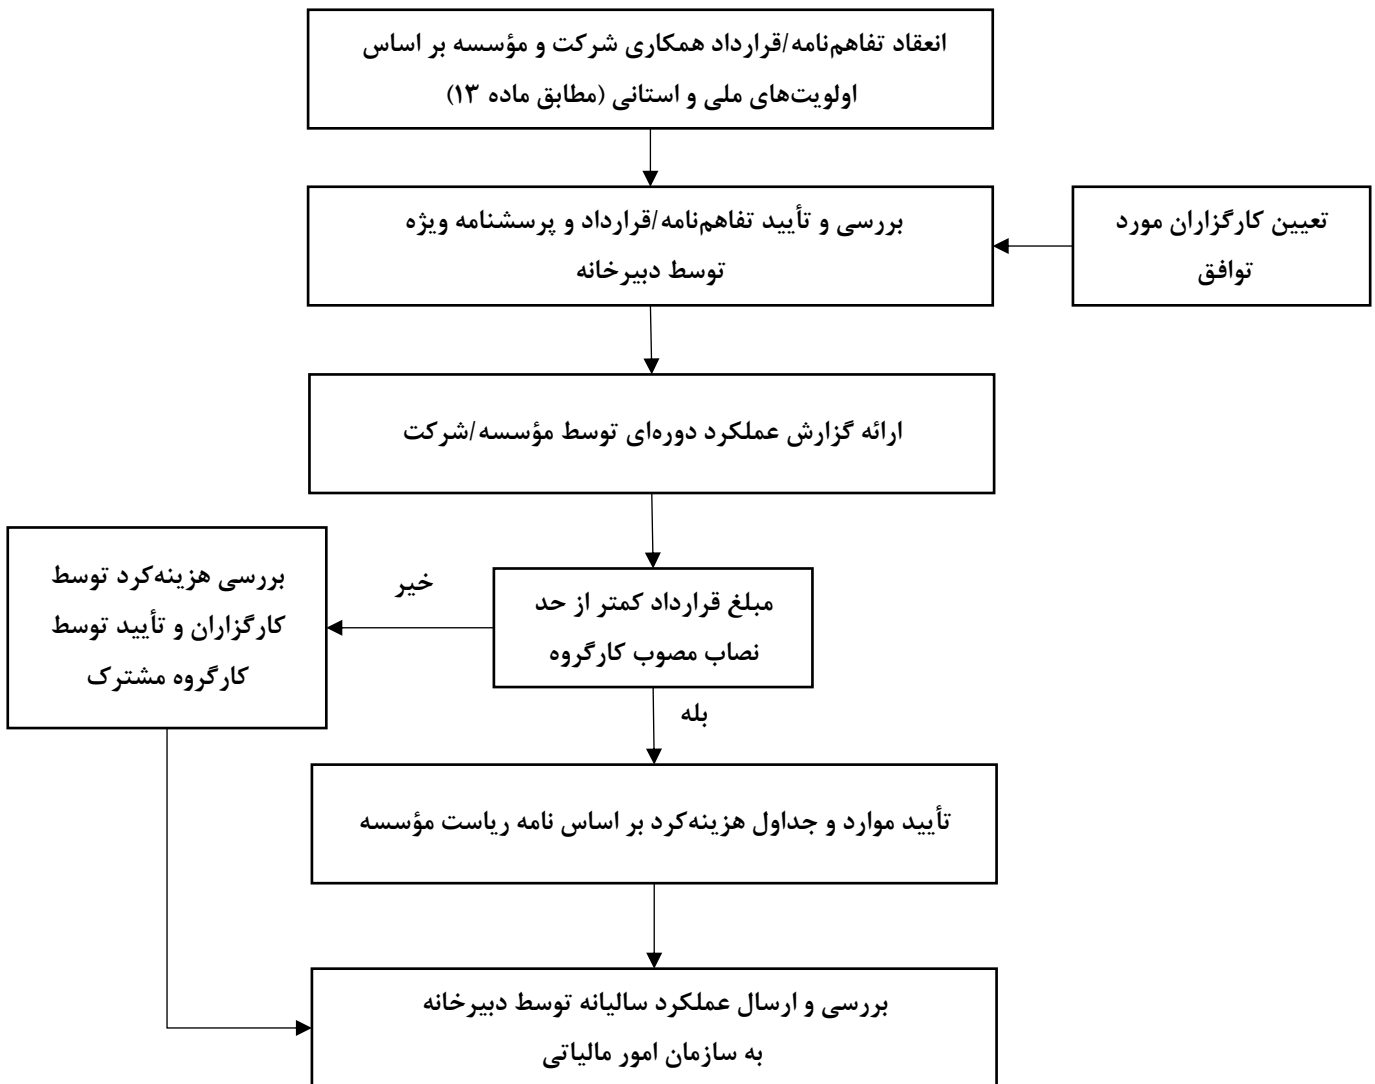 انعقاد تفاهم‌نامه/قرارداد همکاری شرکت و مؤسسه بر اساس
اولویت‌های ملی و استانی (مطابق ماده ۱۳)
بررسی و تأیید تفاهم‌نامه/قرارداد و پرسشنامه ویژه
توسط دبیرخانه
تعیین کارگزاران مورد
توافق
ارائه گزارش عملکرد دوره‌ای توسط مؤسسه/شرکت
مبلغ قرارداد کمتر از حد
نصاب مصوب کارگروه
خیر
بررسی هزینه‌کرد توسط
کارگزاران و تأیید توسط
کارگروه مشترک
بله
تأیید موارد و جداول هزینه‌کرد بر اساس نامه ریاست مؤسسه
بررسی و ارسال عملکرد سالیانه توسط دبیرخانه
به سازمان امور مالیاتی